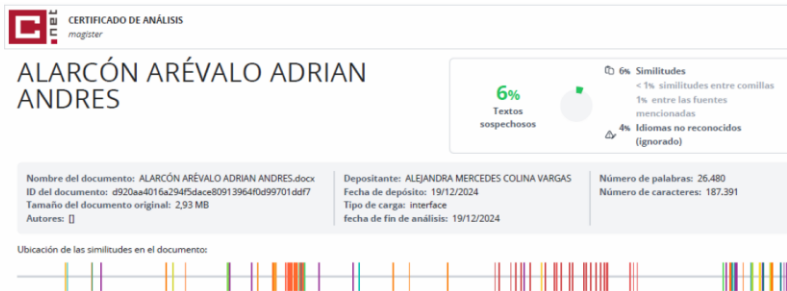 C.net
CERTIFICADO DE ANÁLISIS
magister
ALARCÓN ARÉVALO ADRIAN
ANDRES
6%
Textos
sospechosos
6% Similitudes
< 1% similitudes entre comillas
1% entre las fuentes
mencionadas
4% Idiomas no reconocidos
(ignorado)
Nombre del documento: ALARCÓN ARÉVALO ADRIAN ANDRES.docx
ID del documento: d920aa4016a294f5dace80913964f0d99701ddf7
Tamaño del documento original: 2,93 MB
Autores: []
Depositante: ALEJANDRA MERCEDES COLINA VARGAS
Fecha de depósito: 19/12/2024
Tipo de carga: interface
fecha de fin de análisis: 19/12/2024
Número de palabras: 26.480
Número de caracteres: 187.391
Ubicación de las similitudes en el documento: